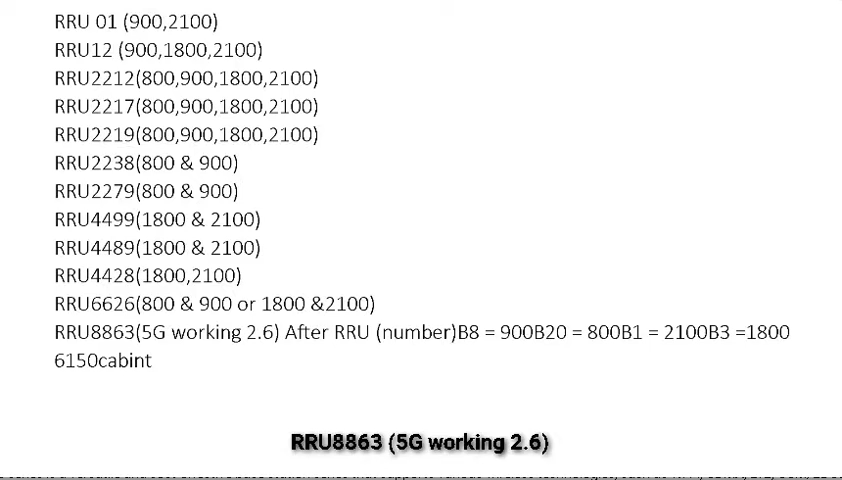 RRU 01 (900,2100)
RRU12 (900,1800,2100)
RRU2212(800,900,1800,2100)
RRU2217(800,900,1800,2100)
RRU2219(800,900,1800,2100)
RRU2238(800 & 900)
RRU2279(800 & 900)
RRU4499(1800 & 2100)
RRU4489(1800 & 2100)
RRU4428(1800,2100)
RRU6626(800 & 900 or 1800 &2100)
RRU8863(5G working 2.6) After RRU (number)B8 = 900B20 = 800B1 = 2100B3 =1800
6150cabint
RRU8863 (5G working 2.6)